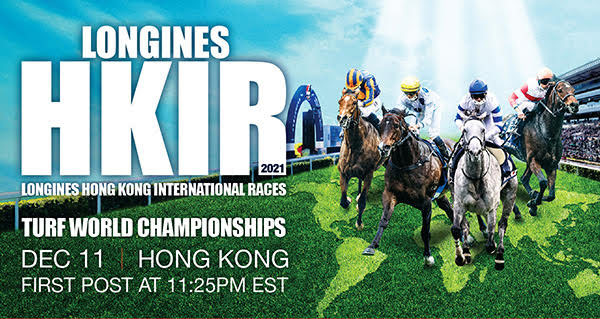 LONGINES
HKIR
2021
LONGINES HONG KONG INTERNATIONAL RACES
TURF WORLD CHAMPIONSHIPS
DEC 11 | HONG KONG
FIRST POST AT 11:25PM EST